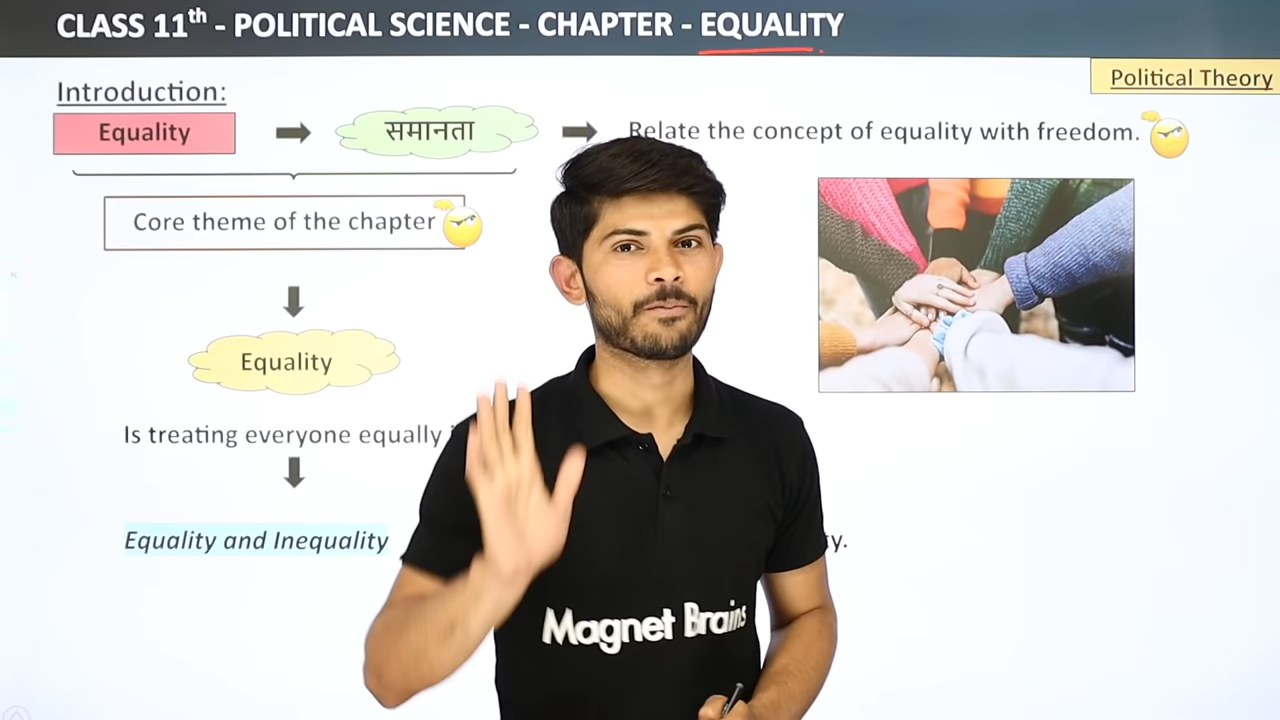 CLASS 11th - POLITICAL SCIENCE - CHAPTER - EQUALITY
Political Theory
Introduction:
Equality
समानता
Relate the concept of equality with freedom.
Core theme of the chapter
Equality
Is treating everyone equally
Equality and Inequality
Magnet Brains